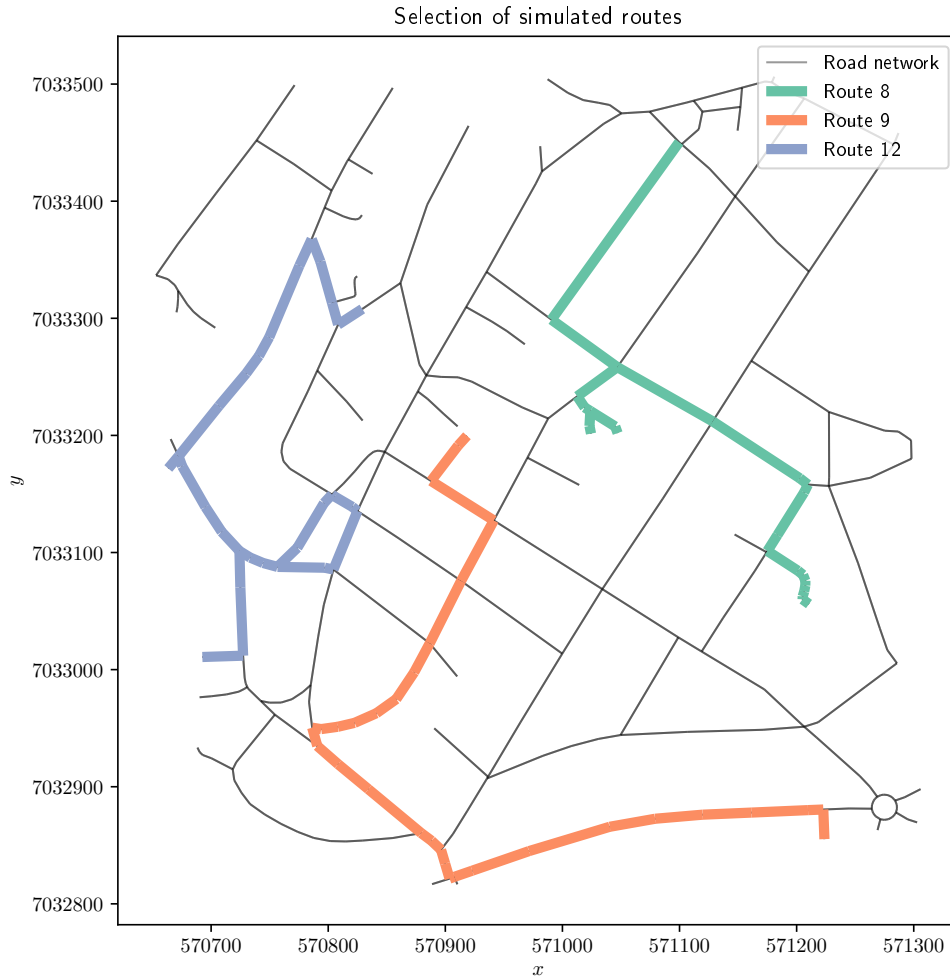 Selection of simulated routes
Road network
Route 8
Route 9
Route 12
y
7033500
7033400
7033300
7033200
7033100
7033000
7032900
7032800
570700 570800 570900 571000 571100 571200 571300
x